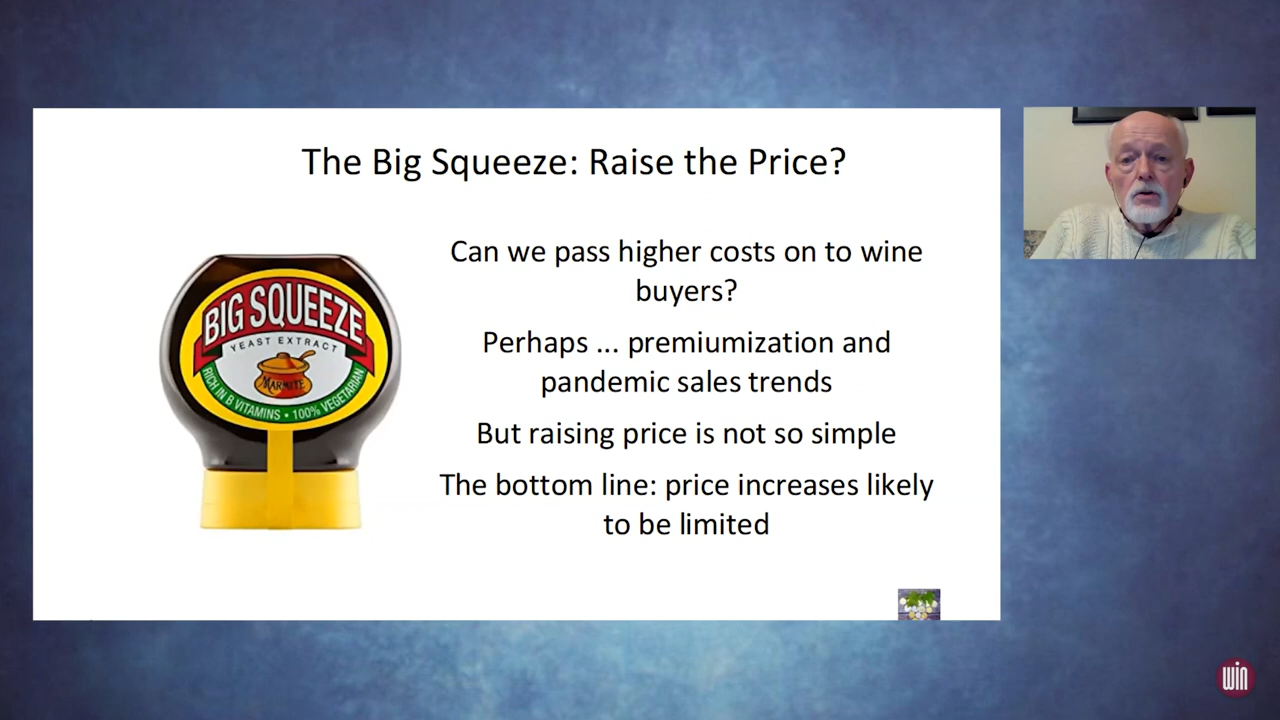 The Big Squeeze: Raise the Price?
Can we pass higher costs on to wine
buyers?
Perhaps ... premiumization and
pandemic sales trends
But raising price is not so simple
The bottom line: price increases likely
to be limited
BIG SQUEEZE
YEAST EXTRACT
MARMITE
RICH IN B VITAMINS • 100% VEGETARIAN
win